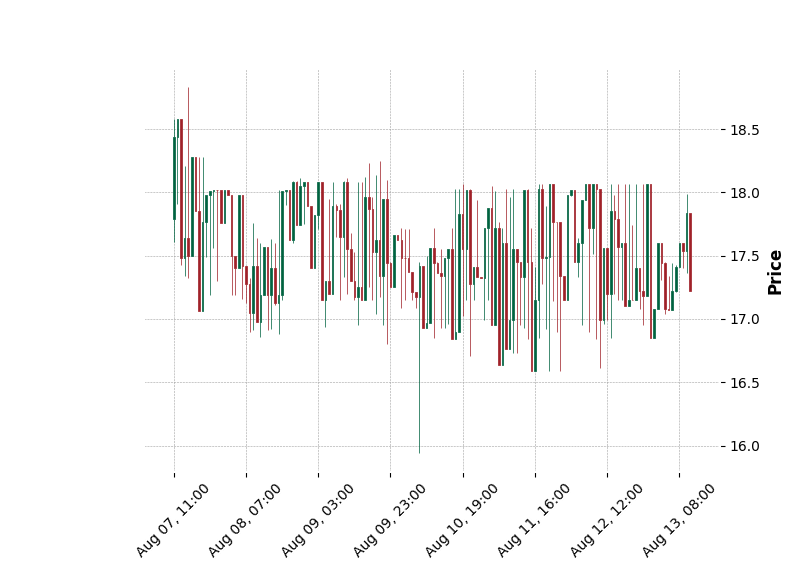 18.5
18.0
17.5
17.0
16.5
16.0
Price
Aug 07, 11:00
Aug 08, 07:00
Aug 09, 03:00
Aug 09, 23:00
Aug 10, 19:00
Aug 11, 16:00
Aug 12, 12:00
Aug 13, 08:00